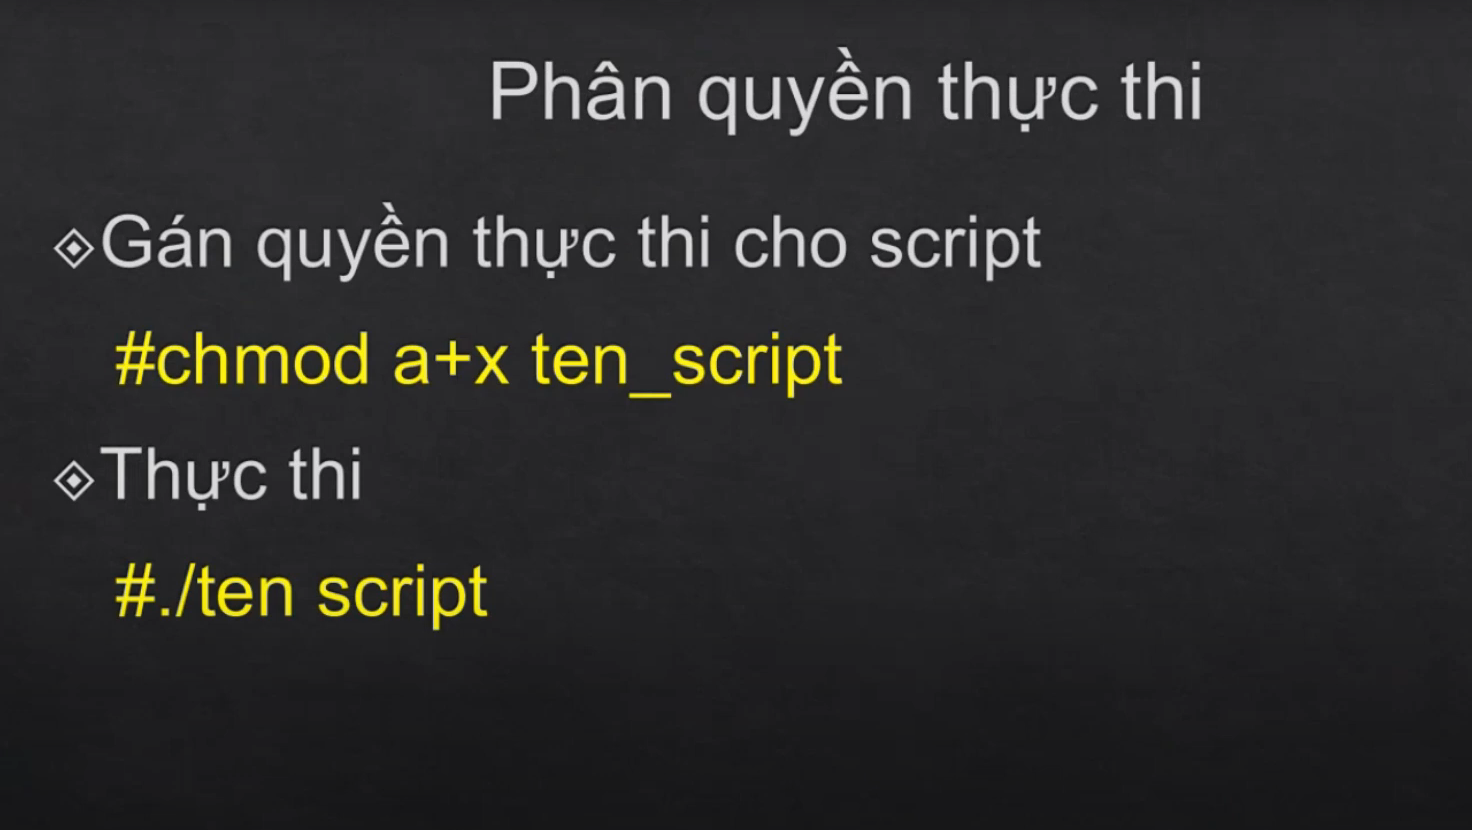 Phân quyền thực thi
Gán quyền thực thi cho script
#chmod a+x ten_script
Thực thi
#./ten script